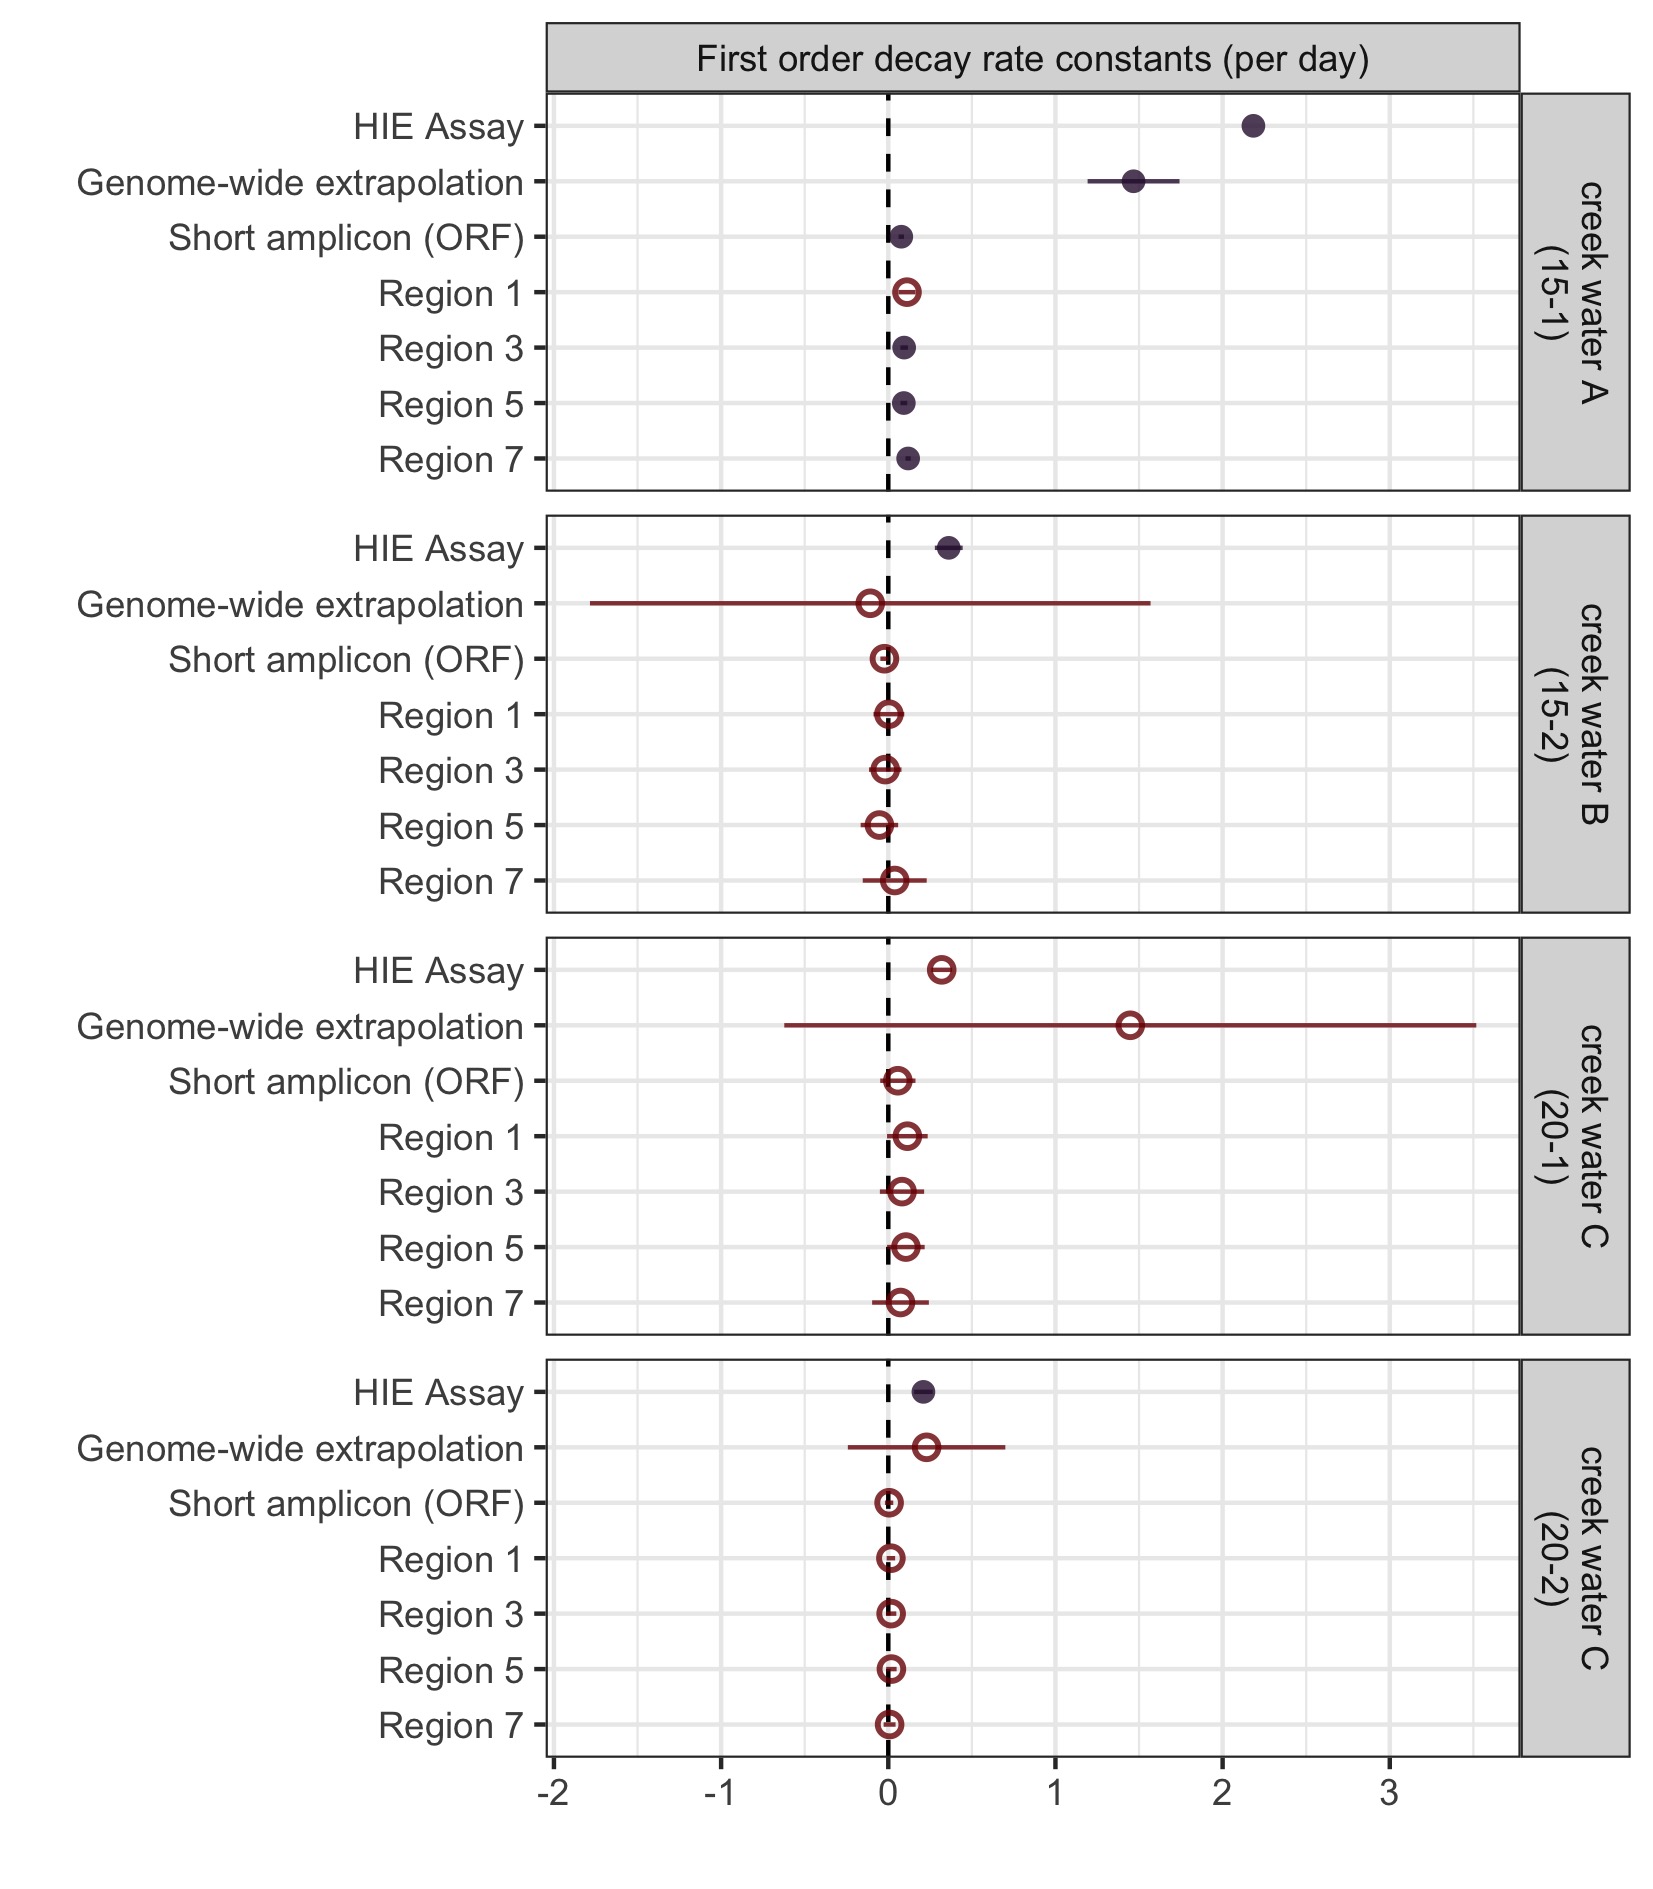 First order decay rate constants (per day)
HIE Assay
Genome-wide extrapolation
Short amplicon (ORF)
Region 1
Region 3
Region 5
Region 7
creek water A
(15-1)
HIE Assay
Genome-wide extrapolation
Short amplicon (ORF)
Region 1
Region 3
Region 5
Region 7
creek water B
(15-2)
HIE Assay
Genome-wide extrapolation
Short amplicon (ORF)
Region 1
Region 3
Region 5
Region 7
creek water C
(20-1)
HIE Assay
Genome-wide extrapolation
Short amplicon (ORF)
Region 1
Region 3
Region 5
Region 7
creek water C
(20-2)
-2 -1 0 1 2 3